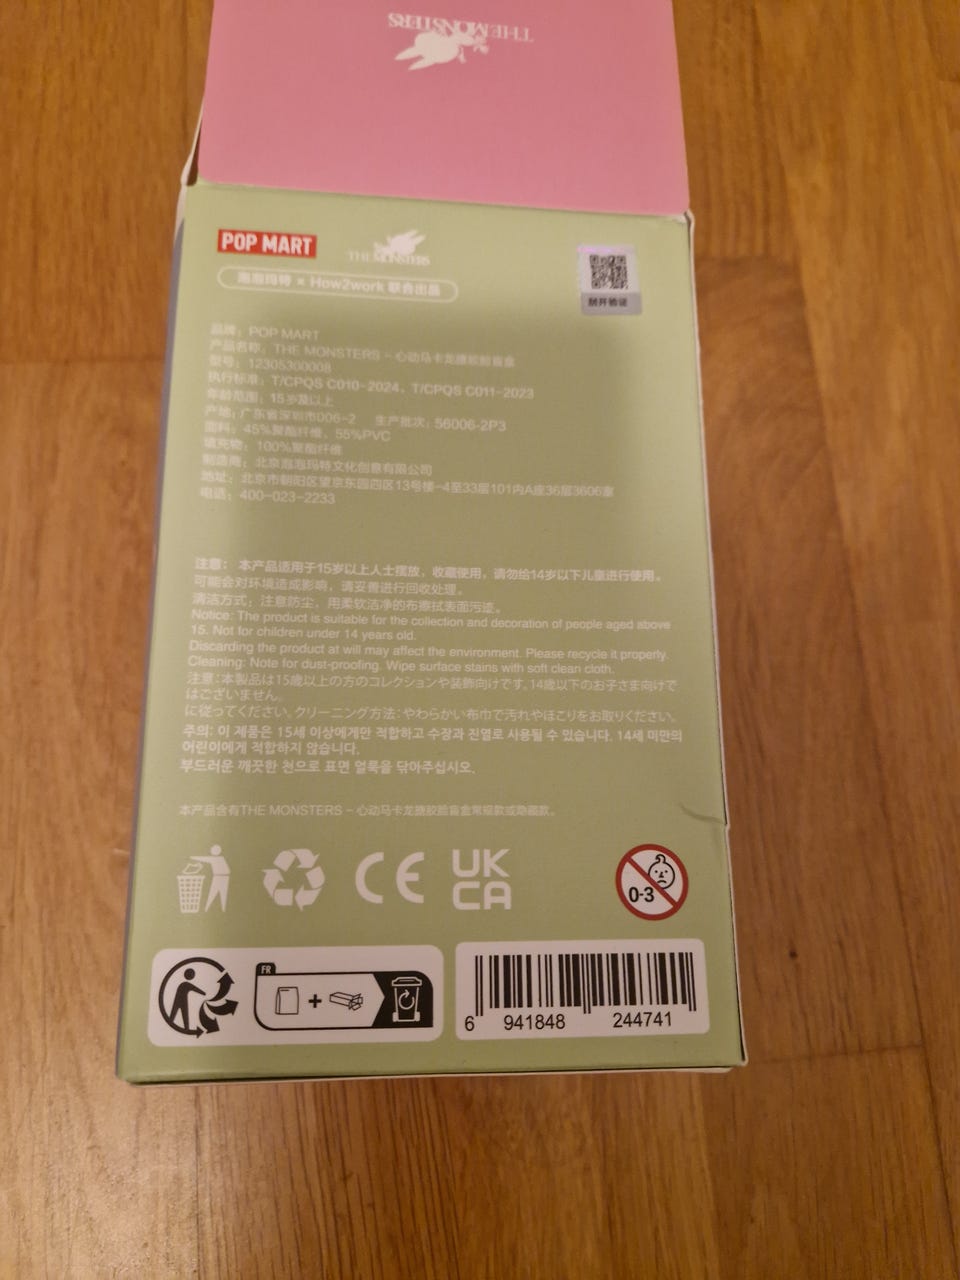 THE MONSTERS
POP MART
THE MONSTERS
泡泡玛特 × How2work 联合出品
刮开验证
品牌：POP MART
产品名称：THE MONSTERS - 心动马卡龙搪胶脸盲盒
型号：12305300008
执行标准：T/CPQS C010-2024、T/CPQS C011-2023
年龄范围：15岁及以上
产地：广东省深圳市D06-2 生产批次：56006-2P3
面料：45%聚酯纤维、55%PVC
填充物：100%聚酯纤维
制造商：北京泡泡玛特文化创意有限公司
地址：北京市朝阳区望京东园四区13号楼-4至33层101内A座36层3606室
电话：400-023-2233
注意： 本产品适用于15岁以上人士摆放，收藏使用，请勿给14岁以下儿童进行使用。
可能会对环境造成影响，请妥善进行回收处理。
清洁方式：注意防尘，用柔软洁净的布擦拭表面污迹。
Notice: The product is suitable for the collection and decoration of people aged above
15. Not for children under 14 years old.
Discarding the product at will may affect the environment. Please recycle it properly.
Cleaning: Note for dust-proofing. Wipe surface stains with soft clean cloth.
注意：本製品は15歳以上の方のコレクションや装飾向けです。14歳以下のお子さま向けで
はございません。
に従ってください。クリーニング方法：やわらかい布巾で汚れやほこりをお取りください。
주의: 이 제품은 15세 이상에게만 적합하고 수장과 진열로 사용될 수 있습니다. 14세 미만의
어린이에게 적합하지 않습니다.
부드러운 깨끗한 천으로 표면 얼룩을 닦아주십시오.
本产品含有THE MONSTERS - 心动马卡龙搪胶脸盲盒常规款或隐藏款。
CE
UK
CA
0-3
FR
6 941848 244741